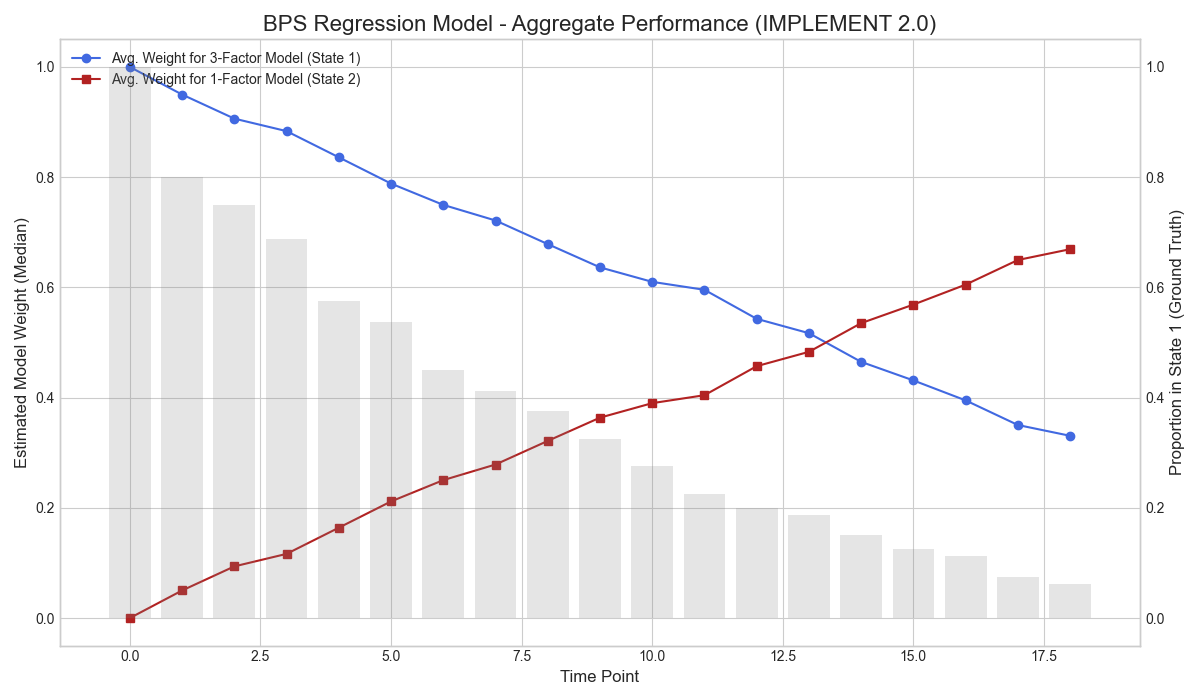 BPS Regression Model - Aggregate Performance (IMPLEMENT 2.0)
Avg. Weight for 3-Factor Model (State 1)
Avg. Weight for 1-Factor Model (State 2)
Estimated Model Weight (Median)
1.0
0.8
0.6
0.4
0.2
0.0
1.0
0.8
0.6
0.4
0.2
0.0
Proportion in State 1 (Ground Truth)
0.0 2.5 5.0 7.5 10.0 12.5 15.0 17.5
Time Point